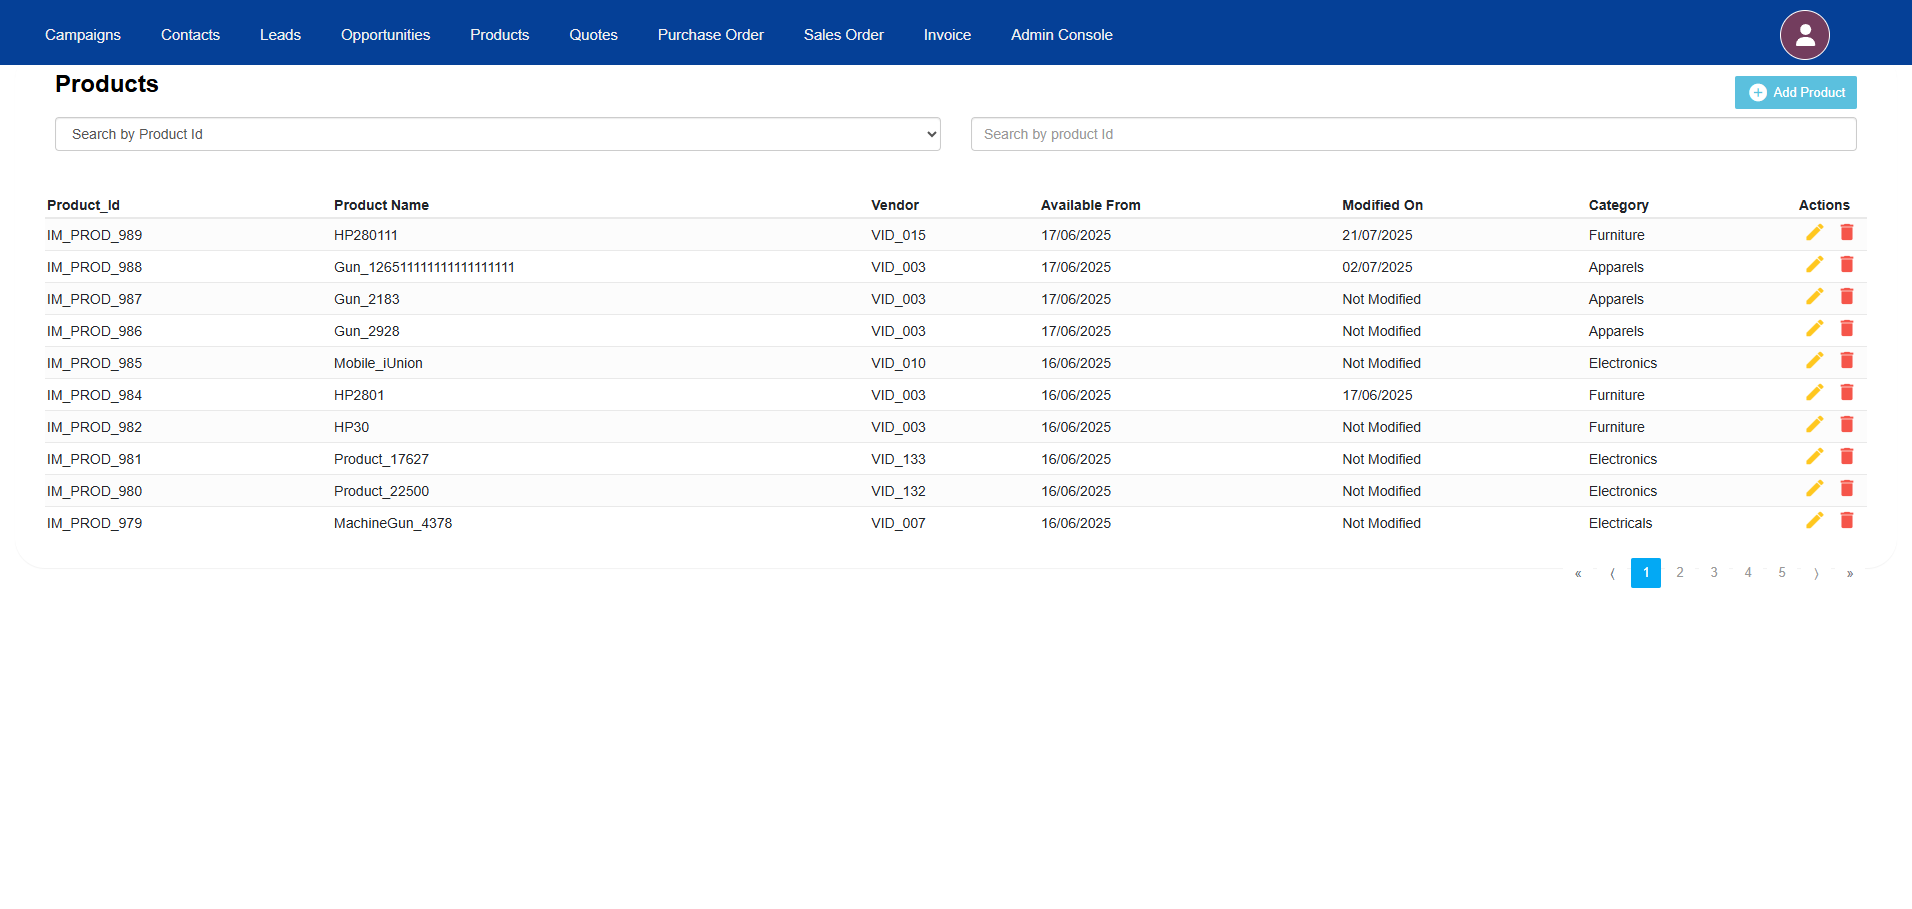 Campaigns Contacts Leads Opportunities Products Quotes Purchase Order Sales Order Invoice Admin Console
Products
Add Product
Search by Product Id
Search by product Id
Product_Id Product Name Vendor Available From Modified On Category Actions
IM_PROD_989 HP280111 VID_015 17/06/2025 21/07/2025 Furniture
IM_PROD_988 Gun_126511111111111111111 VID_003 17/06/2025 02/07/2025 Apparels
IM_PROD_987 Gun_2183 VID_003 17/06/2025 Not Modified Apparels
IM_PROD_986 Gun_2928 VID_003 17/06/2025 Not Modified Apparels
IM_PROD_985 Mobile_iUnion VID_010 16/06/2025 Not Modified Electronics
IM_PROD_984 HP2801 VID_003 16/06/2025 17/06/2025 Furniture
IM_PROD_982 HP30 VID_003 16/06/2025 Not Modified Furniture
IM_PROD_981 Product_17627 VID_133 16/06/2025 Not Modified Electronics
IM_PROD_980 Product_22500 VID_132 16/06/2025 Not Modified Electronics
IM_PROD_979 MachineGun_4378 VID_007 16/06/2025 Not Modified Electricals
« ⟨ 1 2 3 4 5 ⟩ »